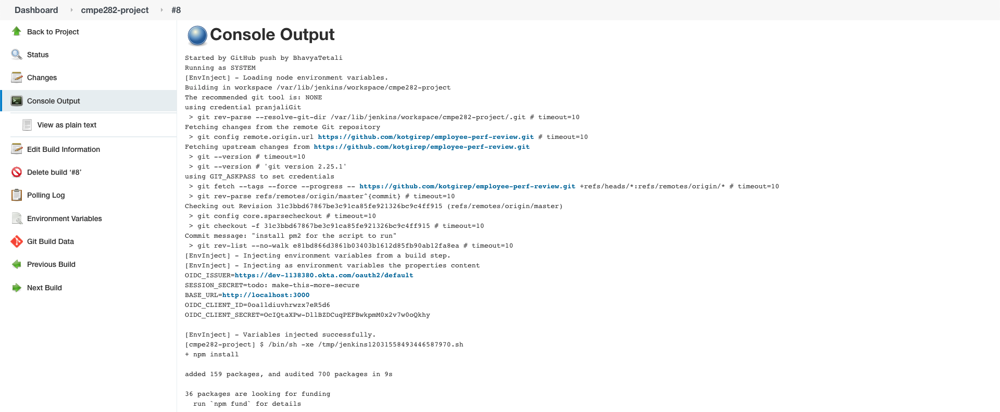 Dashboard
cmpe282-project
#8
Back to Project
Status
Changes
Console Output
View as plain text
Edit Build Information
Delete build ‘#8’
Polling Log
Environment Variables
Git Build Data
Previous Build
Next Build
Console Output
Started by GitHub push by BhavyaTetali
Running as SYSTEM
[EnvInject] - Loading node environment variables.
Building in workspace /var/lib/jenkins/workspace/cmpe282-project
The recommended git tool is: NONE
using credential pranjaliGit
> git rev-parse --resolve-git-dir /var/lib/jenkins/workspace/cmpe282-project/.git # timeout=10
Fetching changes from the remote Git repository
> git config remote.origin.url https://github.com/kotgirep/employee-perf-review.git # timeout=10
Fetching upstream changes from https://github.com/kotgirep/employee-perf-review.git
> git --version # timeout=10
> git --version # 'git version 2.25.1'
using GIT_ASKPASS to set credentials
> git fetch --tags --force --progress -- https://github.com/kotgirep/employee-perf-review.git +refs/heads/*:refs/remotes/origin/* # timeout=10
> git rev-parse refs/remotes/origin/master^{commit} # timeout=10
Checking out Revision 31c3bbd67867be3c91ca85fe921326bc9c4ff915 (refs/remotes/origin/master)
> git config core.sparsecheckout # timeout=10
> git checkout -f 31c3bbd67867be3c91ca85fe921326bc9c4ff915 # timeout=10
Commit message: "install pm2 for the script to run"
> git rev-list --no-walk e81bd866d3861b03403b1612d85fb90ab12fa8ea # timeout=10
[EnvInject] - Injecting environment variables from a build step.
[EnvInject] - Injecting as environment variables the properties content
OIDC_ISSUER=https://dev-1138380.okta.com/oauth2/default
SESSION_SECRET=todo: make-this-more-secure
BASE_URL=http://localhost:3000
OIDC_CLIENT_ID=0oa1ldiuvhrwzx7eR5d6
OIDC_CLIENT_SECRET=OcIQtaXPw-DllBZDCuqPEFBwkpmM0x2v7w0oQkhy
[EnvInject] - Variables injected successfully.
[cmpe282-project] $ /bin/sh -xe /tmp/jenkins12031558493446587970.sh
+ npm install
added 159 packages, and audited 700 packages in 9s
36 packages are looking for funding
run `npm fund` for details